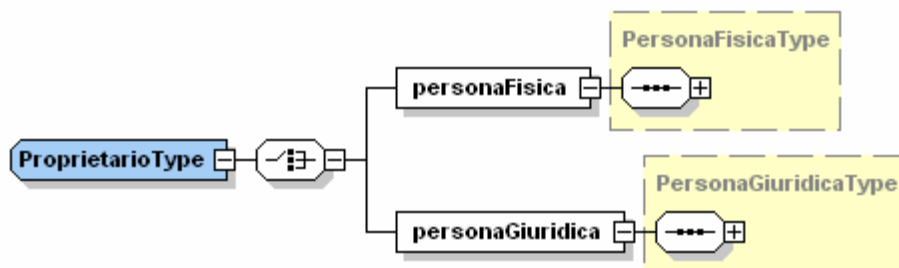 PersonaFisicaType
personaFisica
ProprietarioType
PersonaGiuridicaType
personaGiuridica